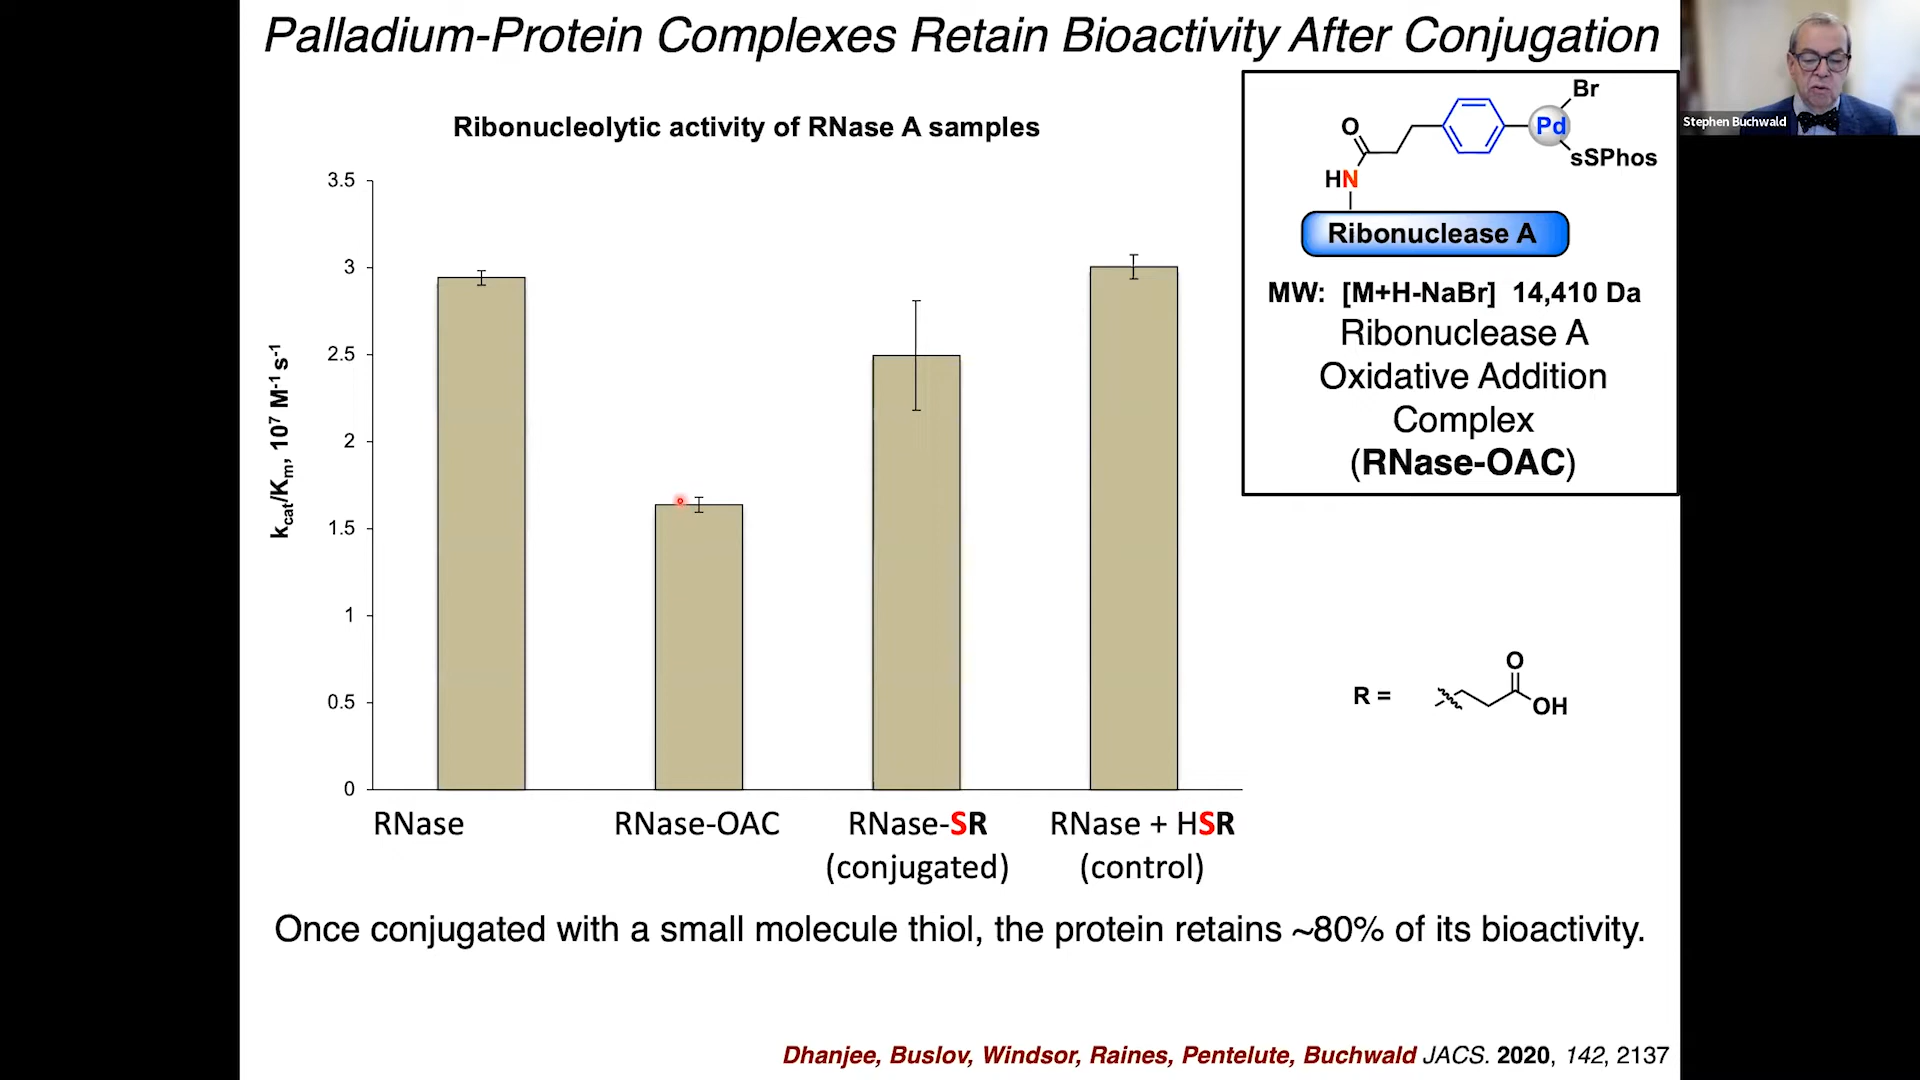 Palladium-Protein Complexes Retain Bioactivity After Conjugation
Stephen Buchwald
Ribonucleolytic activity of RNase A samples
3.5
3
2.5
2
1.5
1
0.5
0
kcat/Km, 10⁷ M⁻¹ s⁻¹
RNase
RNase-OAC
RNase-SR
(conjugated)
RNase + HSR
(control)
Br
Pd
sSPhos
O
HN
Ribonuclease A
MW: [M+H-NaBr] 14,410 Da
Ribonuclease A
Oxidative Addition
Complex
(RNase-OAC)
O
R =
OH
Once conjugated with a small molecule thiol, the protein retains ~80% of its bioactivity.
Dhanjee, Buslov, Windsor, Raines, Pentelute, Buchwald JACS. 2020, 142, 2137